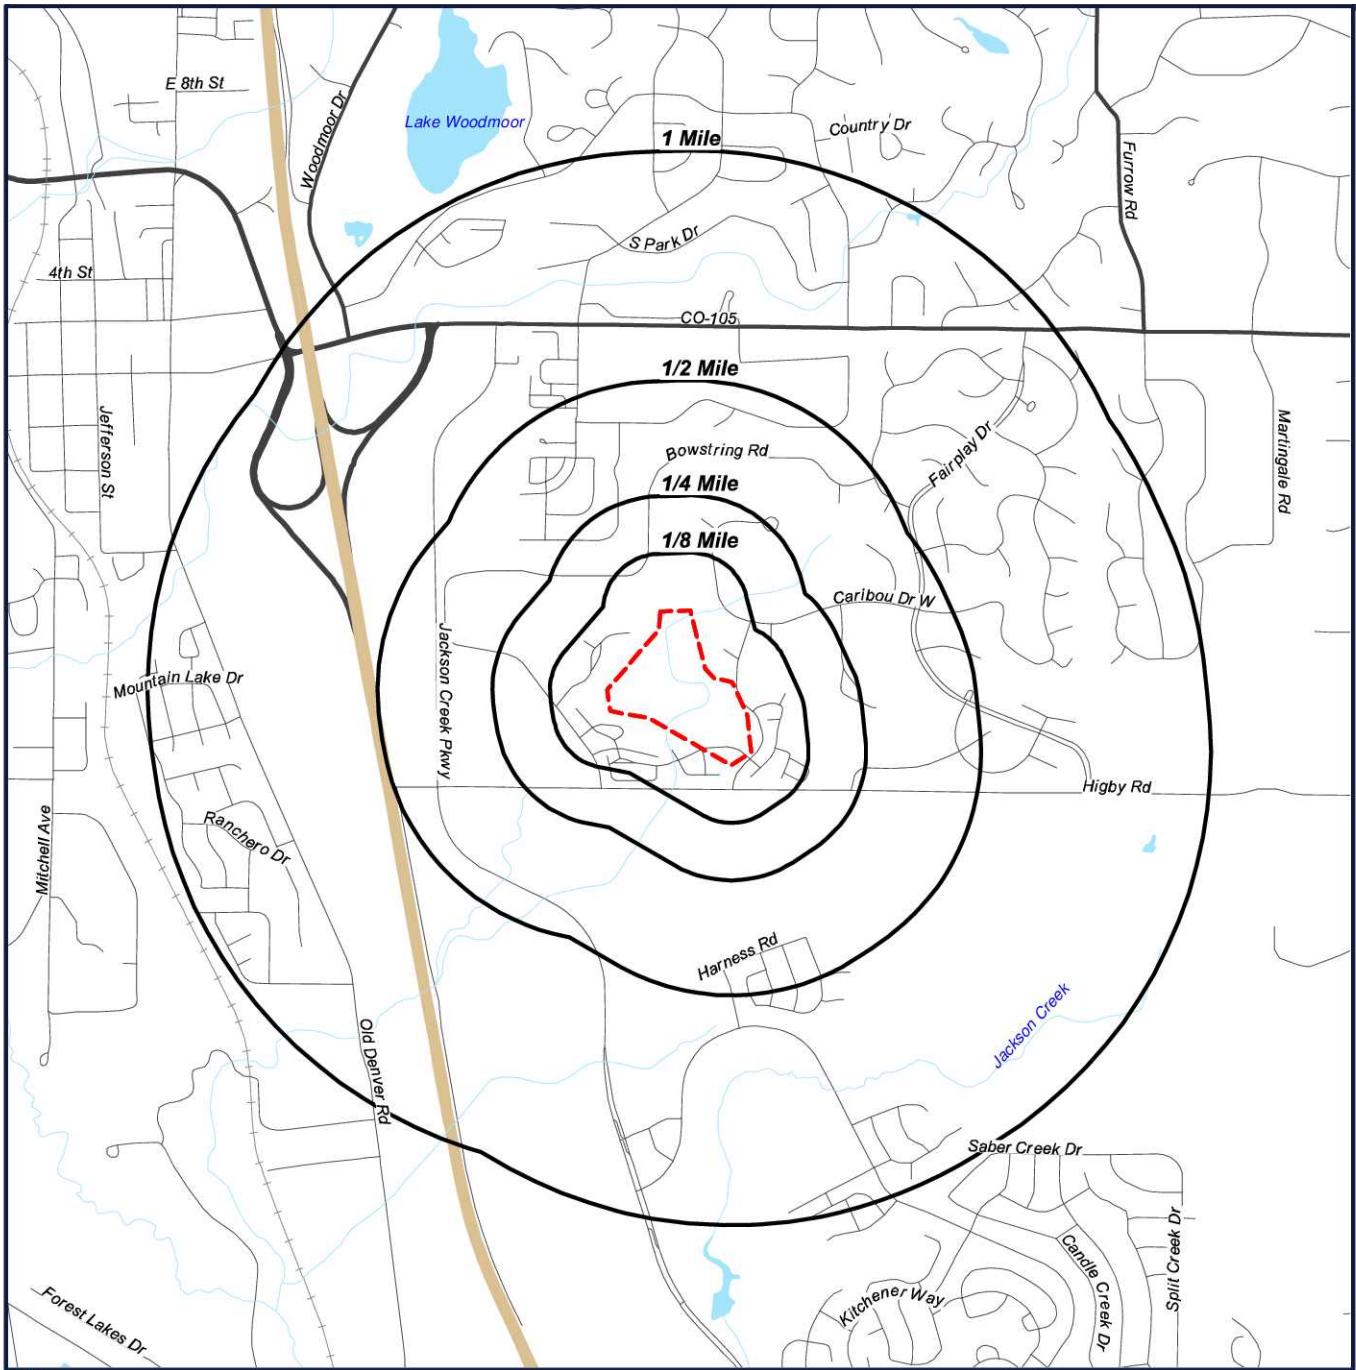 E 8th St
Woodmoor Dr
Lake Woodmoor
1 Mile
Country Dr
Furrow Rd
S Park Dr
4th St
CO-105
1/2 Mile
Jefferson St
Bowstring Rd
Fairplay Dr
Martingale Rd
1/4 Mile
1/8 Mile
Caribou Dr W
Jackson Creek Pkwy
Mountain Lake Dr
Higby Rd
Mitchell Ave
Ranchero Dr
Harness Rd
Jackson Creek
Old Denver Rd
Saber Creek Dr
Split Creek Dr
Candle Creek Dr
Kitchener Way
Forest Lakes Dr